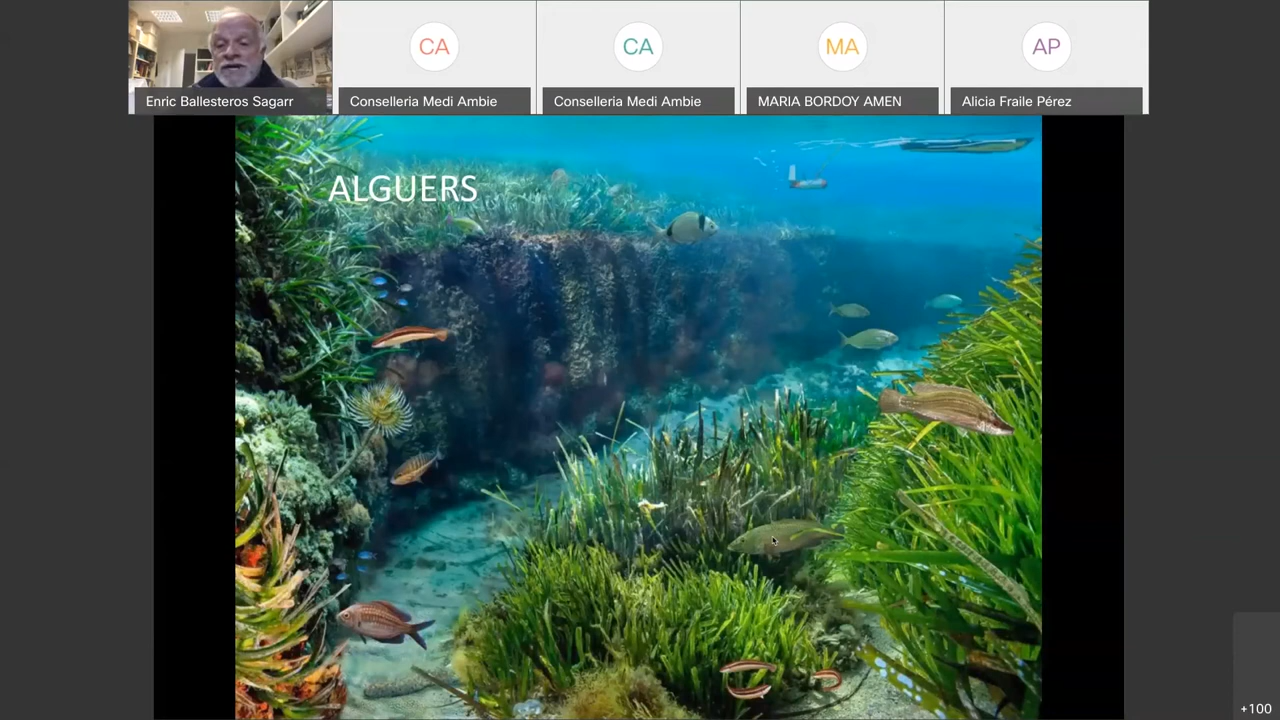 CA
CA
MA
AP
Enric Ballesteros Sagarr
Conselleria Medi Ambie
Conselleria Medi Ambie
MARIA BORDOY AMEN
Alicia Fraile Pérez
ALGUERS
+100